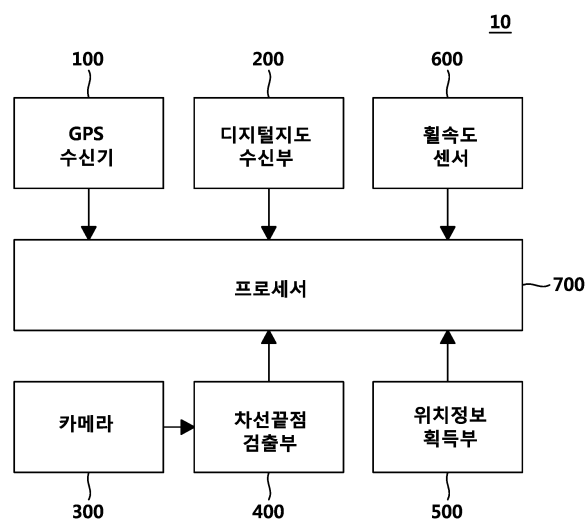 10
100
200
600
GPS
수신기
디지털지도
수신부
휠속도
센서
프로세서
700
카메라
차선끝점
검출부
위치정보
획득부
300
400
500